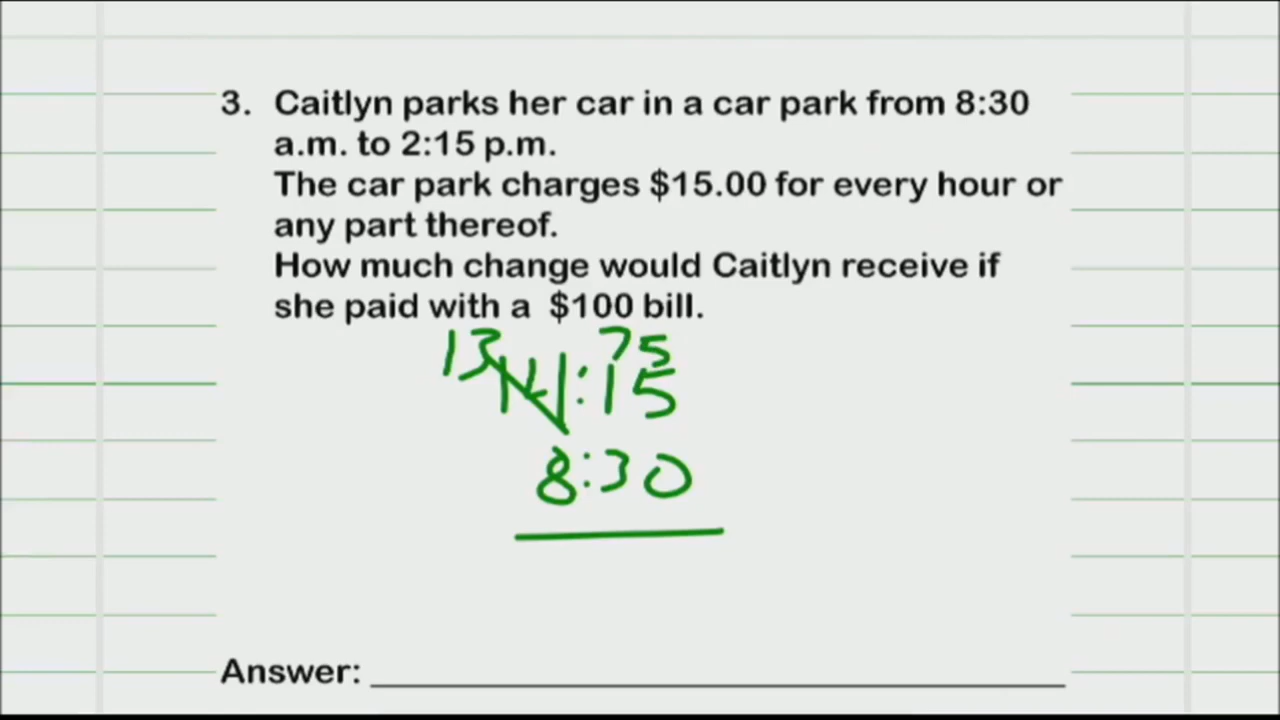 3. Caitlyn parks her car in a car park from 8:30
a.m. to 2:15 p.m.
The car park charges $15.00 for every hour or
any part thereof.
How much change would Caitlyn receive if
she paid with a $100 bill.
13 75
14:15
8:30
Answer: